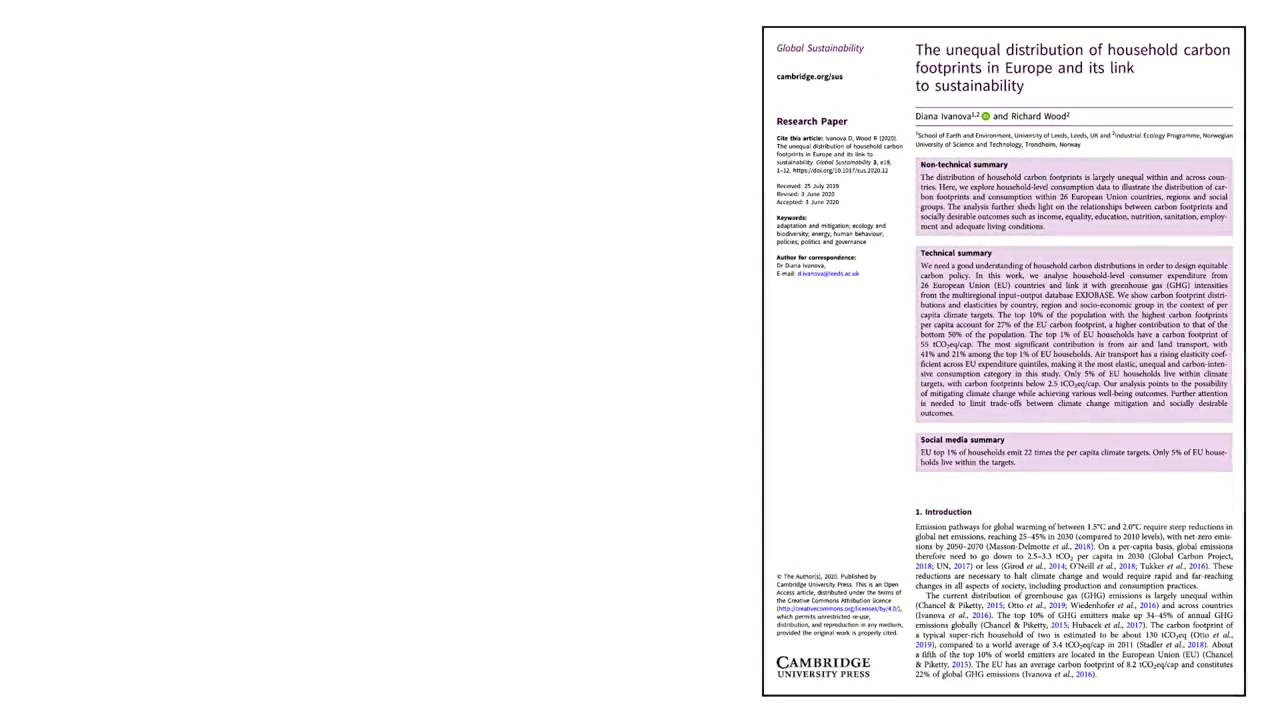 Global Sustainability
cambridge.org/sus
Research Paper
Cite this article: Ivanova D, Wood R (2020).
The unequal distribution of household carbon
footprints in Europe and its link to
sustainability. Global Sustainability 3, e18,
1–12. https://doi.org/10.1017/sus.2020.12
Received: 25 July 2019
Revised: 3 June 2020
Accepted: 3 June 2020
Keywords:
adaptation and mitigation; ecology and
biodiversity; energy; human behaviour;
policies; politics and governance
Author for correspondence:
Dr Diana Ivanova,
E-mail: d.ivanova@leeds.ac.uk
© The Author(s), 2020. Published by
Cambridge University Press. This is an Open
Access article, distributed under the terms of
the Creative Commons Attribution licence
(http://creativecommons.org/licenses/by/4.0/),
which permits unrestricted re-use,
distribution, and reproduction in any medium,
provided the original work is properly cited.
CAMBRIDGE
UNIVERSITY PRESS
The unequal distribution of household carbon
footprints in Europe and its link
to sustainability
Diana Ivanova1,2 iD and Richard Wood2
1School of Earth and Environment, University of Leeds, Leeds, UK and 2Industrial Ecology Programme, Norwegian
University of Science and Technology, Trondheim, Norway
Non-technical summary
The distribution of household carbon footprints is largely unequal within and across coun-
tries. Here, we explore household-level consumption data to illustrate the distribution of car-
bon footprints and consumption within 26 European Union countries, regions and social
groups. The analysis further sheds light on the relationships between carbon footprints and
socially desirable outcomes such as income, equality, education, nutrition, sanitation, employ-
ment and adequate living conditions.
Technical summary
We need a good understanding of household carbon distributions in order to design equitable
carbon policy. In this work, we analyse household-level consumer expenditure from
26 European Union (EU) countries and link it with greenhouse gas (GHG) intensities
from the multiregional input–output database EXIOBASE. We show carbon footprint distri-
butions and elasticities by country, region and socio-economic group in the context of per
capita climate targets. The top 10% of the population with the highest carbon footprints
per capita account for 27% of the EU carbon footprint, a higher contribution to that of the
bottom 50% of the population. The top 1% of EU households have a carbon footprint of
55 tCO2eq/cap. The most significant contribution is from air and land transport, with
41% and 21% among the top 1% of EU households. Air transport has a rising elasticity coef-
ficient across EU expenditure quintiles, making it the most elastic, unequal and carbon-inten-
sive consumption category in this study. Only 5% of EU households live within climate
targets, with carbon footprints below 2.5 tCO2eq/cap. Our analysis points to the possibility
of mitigating climate change while achieving various well-being outcomes. Further attention
is needed to limit trade-offs between climate change mitigation and socially desirable
outcomes.
Social media summary
EU top 1% of households emit 22 times the per capita climate targets. Only 5% of EU house-
holds live within the targets.
1. Introduction
Emission pathways for global warming of between 1.5°C and 2.0°C require steep reductions in
global net emissions, reaching 25–45% in 2030 (compared to 2010 levels), with net-zero emis-
sions by 2050–2070 (Masson-Delmotte et al., 2018). On a per-capita basis, global emissions
therefore need to go down to 2.5–3.3 tCO2 per capita in 2030 (Global Carbon Project,
2018; UN, 2017) or less (Girod et al., 2014; O'Neill et al., 2018; Tukker et al., 2016). These
reductions are necessary to halt climate change and would require rapid and far-reaching
changes in all aspects of society, including production and consumption practices.
The current distribution of greenhouse gas (GHG) emissions is largely unequal within
(Chancel & Piketty, 2015; Otto et al., 2019; Wiedenhofer et al., 2016) and across countries
(Ivanova et al., 2016). The top 10% of GHG emitters make up 34–45% of annual GHG
emissions globally (Chancel & Piketty, 2015; Hubacek et al., 2017). The carbon footprint of
a typical super-rich household of two is estimated to be about 130 tCO2eq (Otto et al.,
2019), compared to a world average of 3.4 tCO2eq/cap in 2011 (Stadler et al., 2018). About
a fifth of the top 10% of world emitters are located in the European Union (EU) (Chancel
& Piketty, 2015). The EU has an average carbon footprint of 8.2 tCO2eq/cap and constitutes
22% of global GHG emissions (Ivanova et al., 2016).